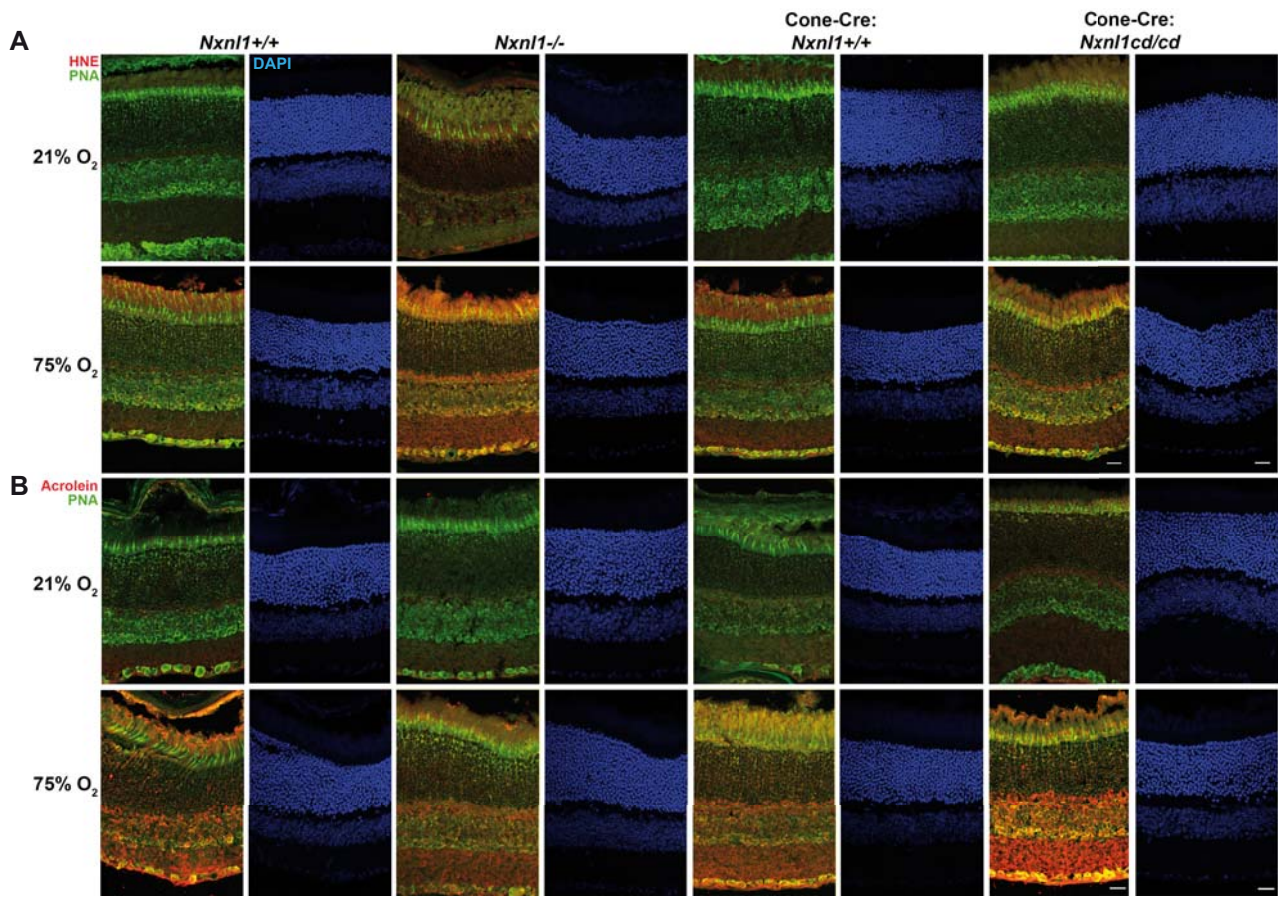 Cone-Cre: Cone-Cre:
A Nxnl1+/+ Nxnl1-/- Nxnl1+/+ Nxnl1cd/cd
HNE DAPI
PNA
21% O₂
75% O₂
B Acrolein
PNA
21% O₂
75% O₂